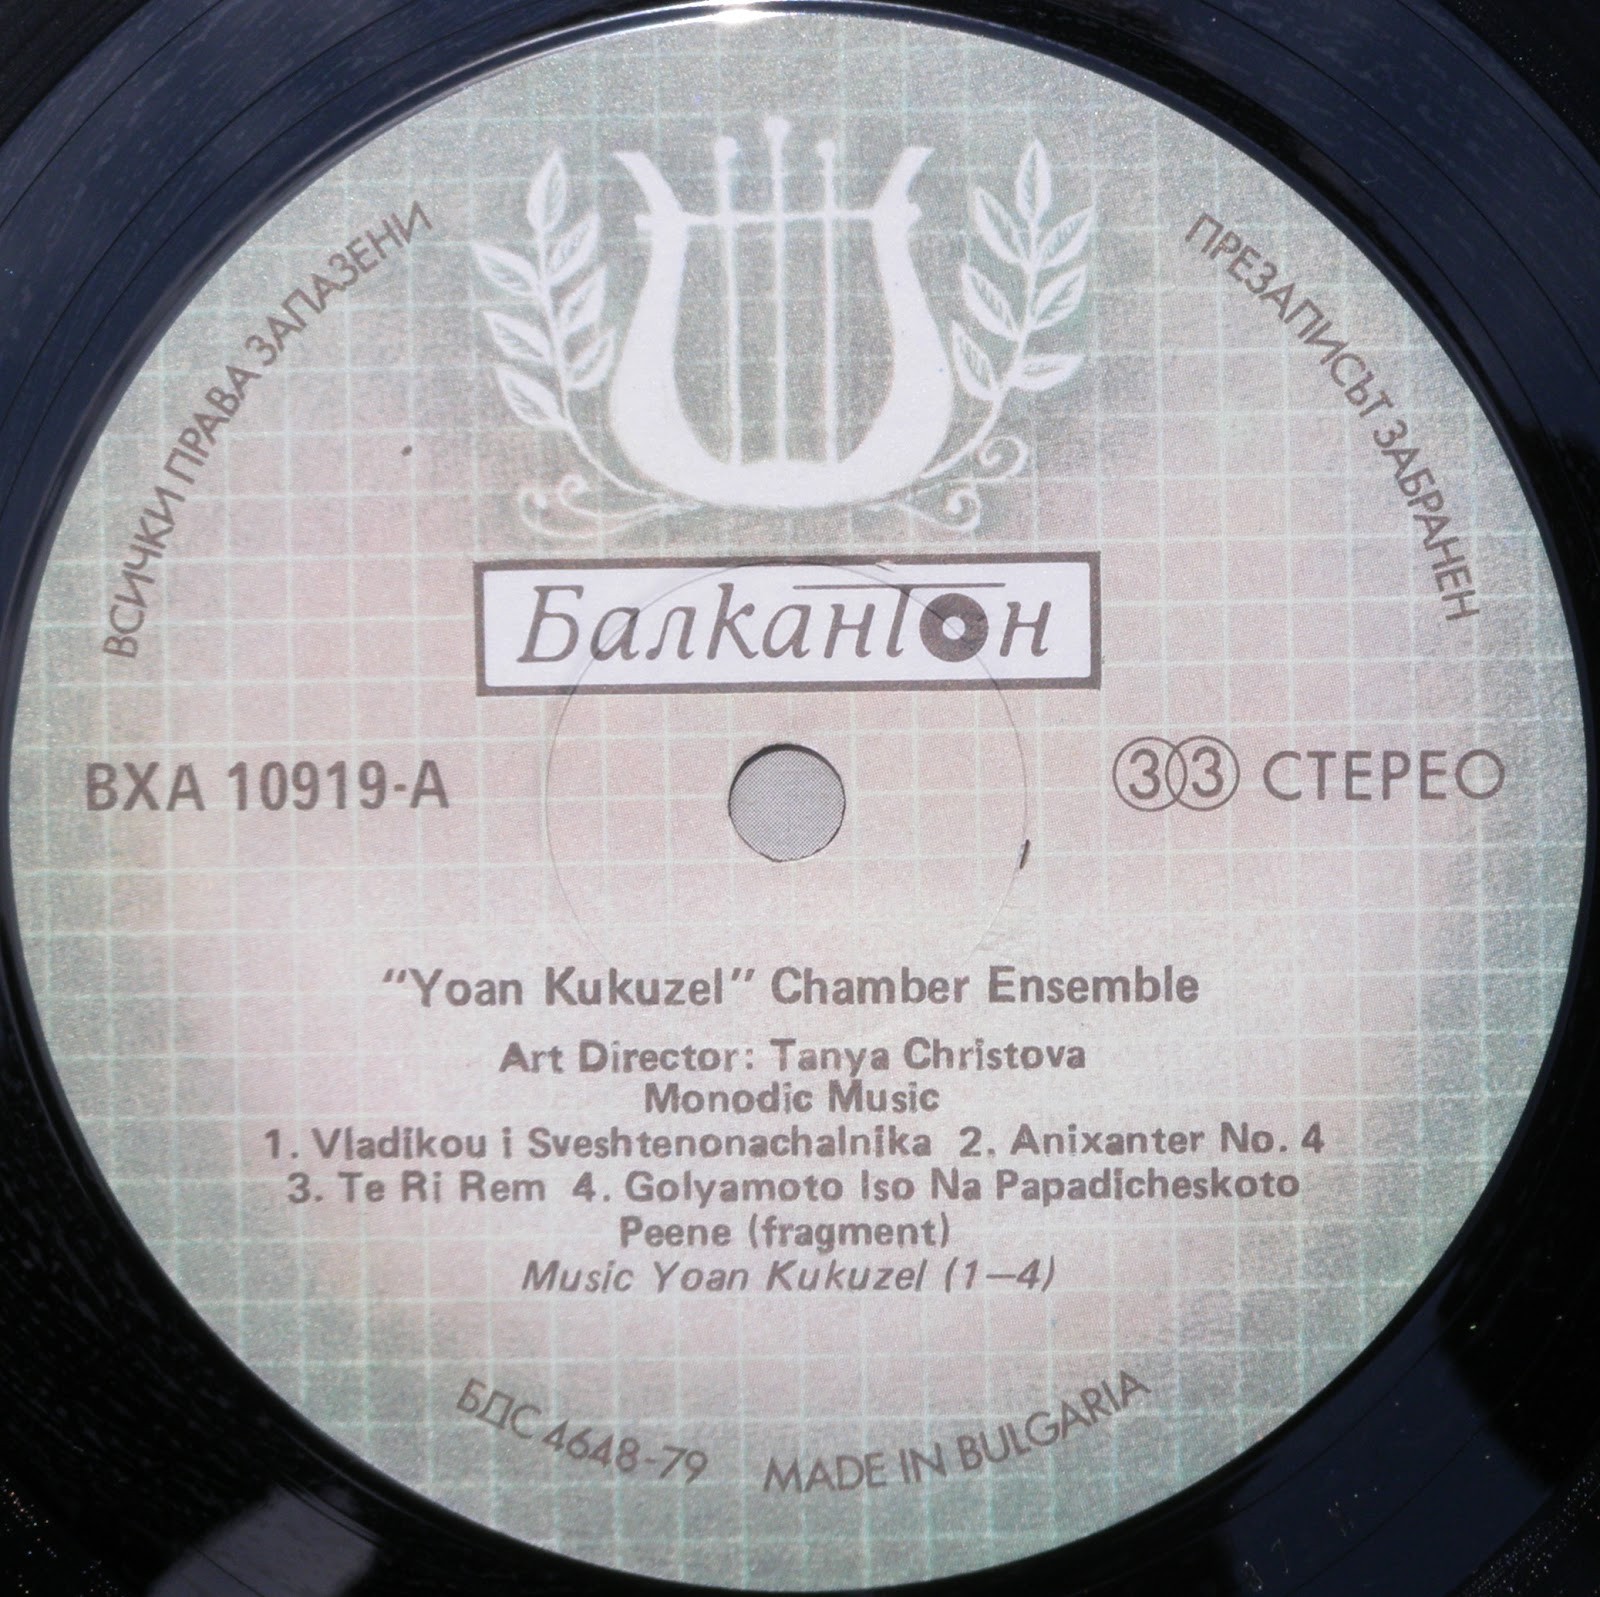 ВСИЧКИ ПРАВА ЗАПАЗЕНИ
ПРЕЗАПИСЪТ ЗАБРАНЕН
Балкантон
ВХА 10919-А
33 СТЕРЕО
"Yoan Kukuzel" Chamber Ensemble
Art Director: Tanya Christova
Monodic Music
1. Vladikou i Sveshtenonachalnika 2. Anixanter No. 4
3. Te Ri Rem 4. Golyamoto Iso Na Papadicheskoto
Peene (fragment)
Music Yoan Kukuzel (1—4)
БДС 4648-79
MADE IN BULGARIA